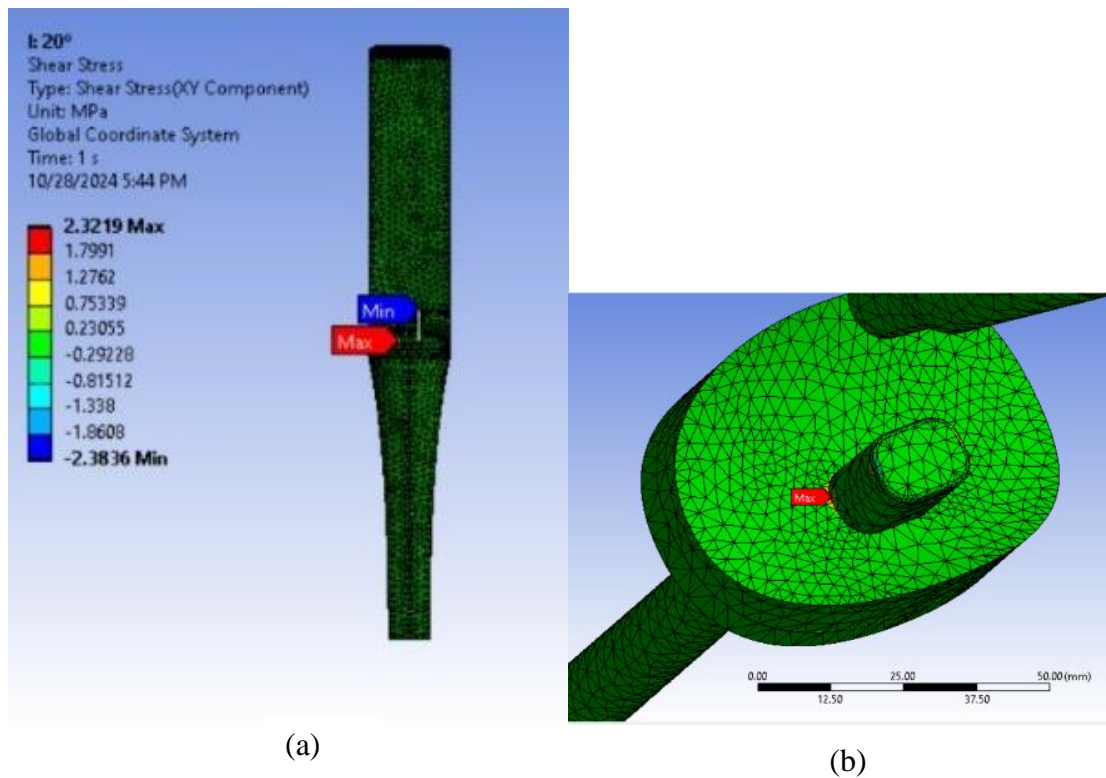 I: 20°
Shear Stress
Type: Shear Stress(XY Component)
Unit: MPa
Global Coordinate System
Time: 1 s
10/28/2024 5:44 PM
2.3219 Max
1.7991
1.2762
0.75339
0.23055
-0.29228
-0.81512
-1.338
-1.8608
-2.3836 Min
Min
Max
Max
0.00 25.00 50.00 (mm)
12.50 37.50
(a)
(b)